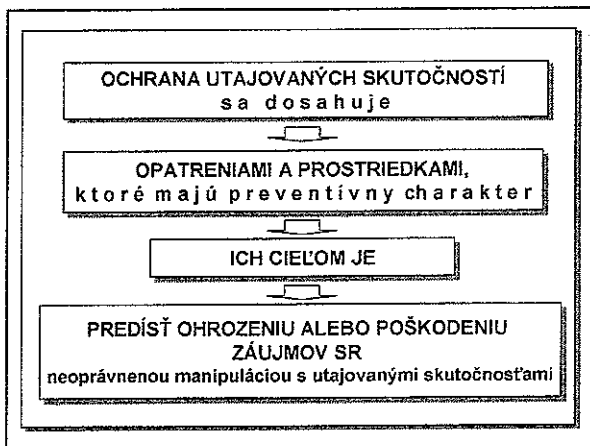 OCHRANA UTAJOVANÝCH SKUTOČNOSTÍ
sa dosahuje
OPATRENIAMI A PROSTRIEDKAMI,
ktoré majú preventívny charakter
ICH CIEĽOM JE
PREDÍSŤ OHROZENIU ALEBO POŠKODENIU
ZÁUJMOV SR
neoprávnenou manipuláciou s utajovanými skutočnosťami